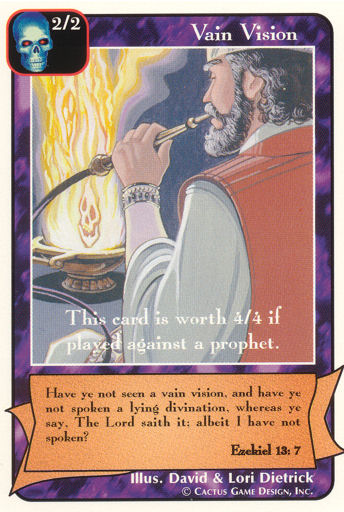 2/2
Vain Vision
This card is worth 4/4 if
played against a prophet.
Have ye not seen a vain vision, and have ye
not spoken a lying divination, whereas ye
say, The Lord saith it; albeit I have not
spoken?
Ezekiel 13: 7
Illus. David & Lori Dietrick
© Cactus Game Design, Inc.